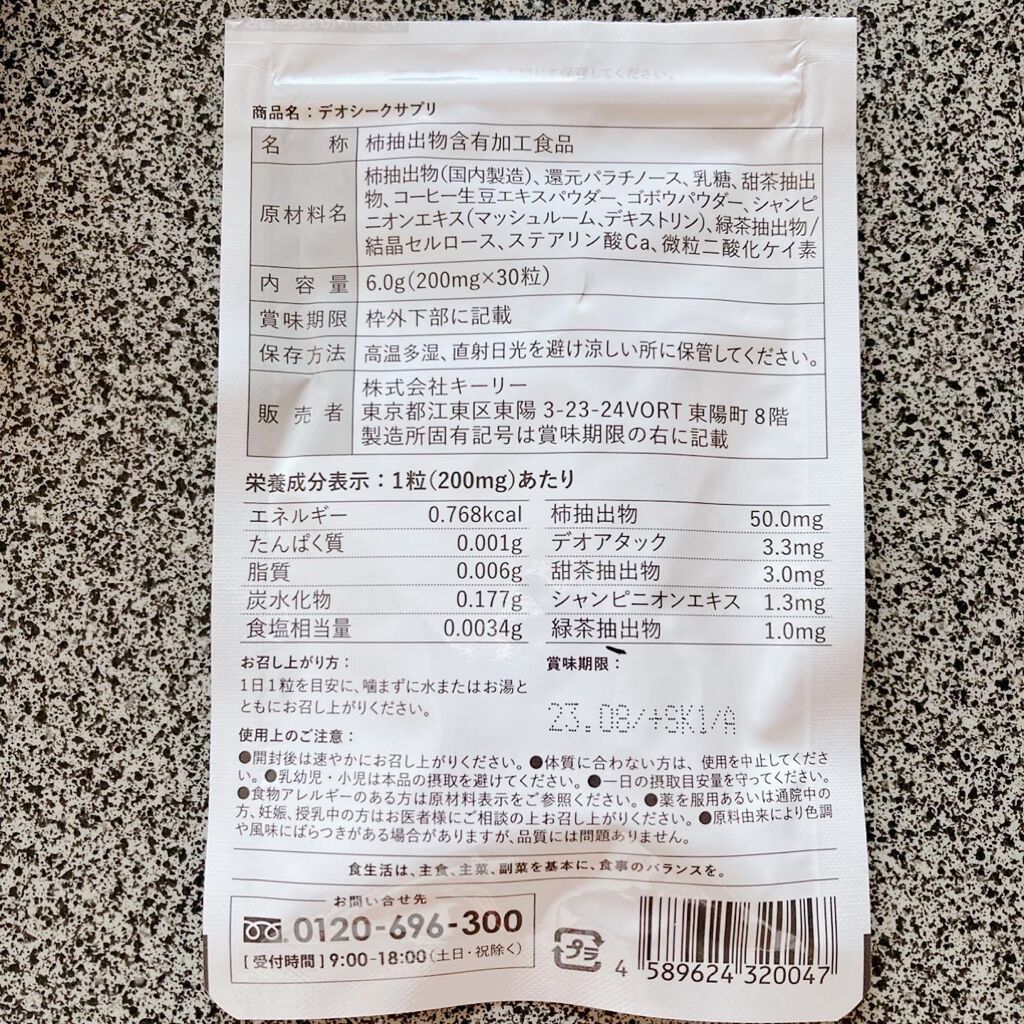 保存してください。
商品名：デオシークサプリ
名称 柿抽出物含有加工食品
原材料名 柿抽出物（国内製造）、還元パラチノース、乳糖、甜茶抽出
物、コーヒー生豆エキスパウダー、ゴボウパウダー、シャンピ
ニオンエキス（マッシュルーム、デキストリン）、緑茶抽出物/
結晶セルロース、ステアリン酸Ca、微粒二酸化ケイ素
内容量 6.0g（200mg×30粒）
賞味期限 枠外下部に記載
保存方法 高温多湿、直射日光を避け涼しい所に保管してください。
販売者 株式会社キーリー
東京都江東区東陽 3-23-24VORT 東陽町 8階
製造所固有記号は賞味期限の右に記載
栄養成分表示：1粒（200mg）あたり
エネルギー 0.768kcal
たんぱく質 0.001g
脂質 0.006g
炭水化物 0.177g
食塩相当量 0.0034g
柿抽出物 50.0mg
デオアタック 3.3mg
甜茶抽出物 3.0mg
シャンピニオンエキス 1.3mg
緑茶抽出物 1.0mg
お召し上がり方：
1日1粒を目安に、噛まずに水またはお湯と
ともにお召し上がりください。
賞味期限：
23.08/+8K1/A
使用上のご注意：
●開封後は速やかにお召し上がりください。●体質に合わない方は、使用を中止してくださ
い。●乳幼児・小児は本品の摂取を避けてください。●一日の摂取目安量を守ってください。
●食物アレルギーのある方は原材料表示をご参照ください。●薬を服用あるいは通院中の
方、妊娠、授乳中の方はお医者様にご相談の上お召し上がりください。●原料由来により色調
や風味にばらつきがある場合がありますが、品質には問題ありません。
食生活は、主食、主菜、副菜を基本に、食事のバランスを。
お問い合せ先
0120-696-300
［受付時間］9:00-18:00（土日・祝除く）
プラ
4 589624 320047